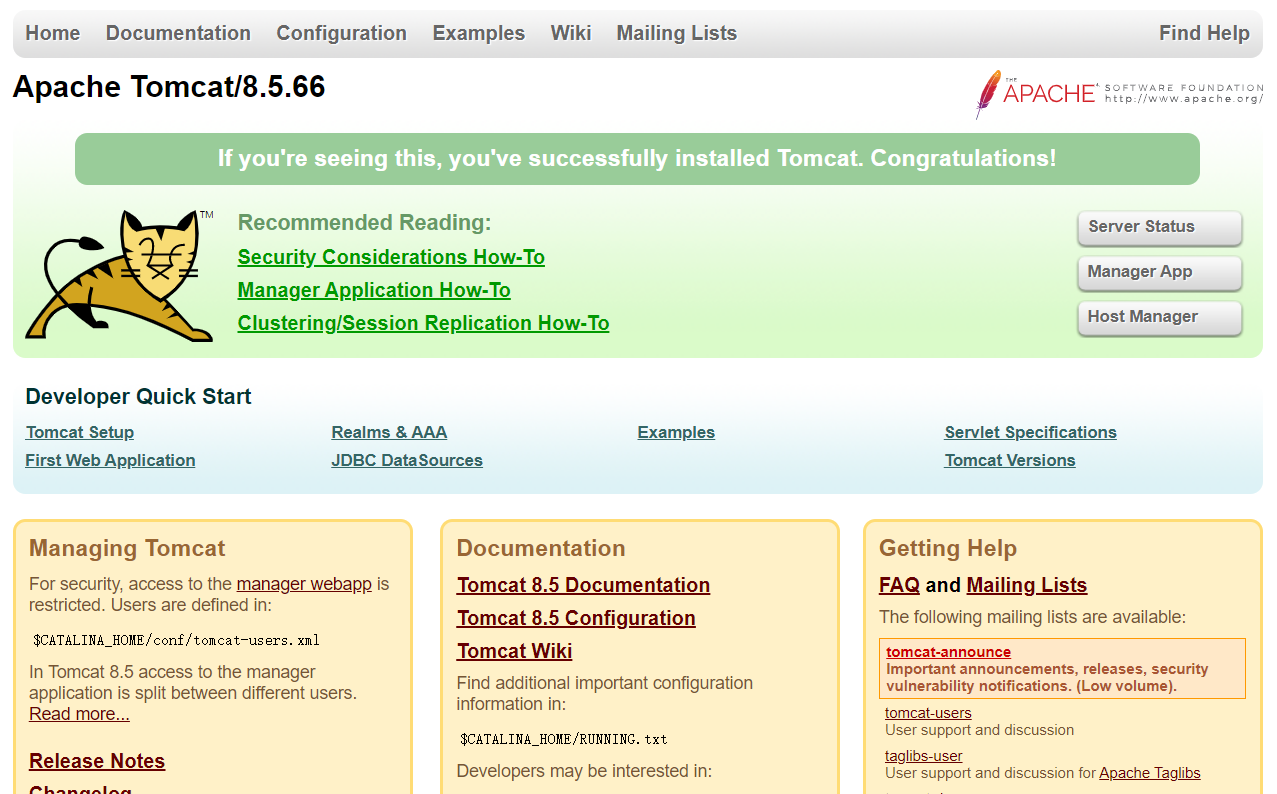 Home Documentation Configuration Examples Wiki Mailing Lists Find Help
Apache Tomcat/8.5.66
THE APACHE SOFTWARE FOUNDATION
http://www.apache.org/
If you're seeing this, you've successfully installed Tomcat. Congratulations!
TM
Recommended Reading:
Security Considerations How-To
Manager Application How-To
Clustering/Session Replication How-To
Server Status
Manager App
Host Manager
Developer Quick Start
Tomcat Setup
First Web Application
Realms & AAA
JDBC DataSources
Examples
Servlet Specifications
Tomcat Versions
Managing Tomcat
For security, access to the manager webapp is
restricted. Users are defined in:
$CATALINA_HOME/conf/tomcat-users.xml
In Tomcat 8.5 access to the manager
application is split between different users.
Read more...
Release Notes
Changelog
Documentation
Tomcat 8.5 Documentation
Tomcat 8.5 Configuration
Tomcat Wiki
Find additional important configuration
information in:
$CATALINA_HOME/RUNNING.txt
Developers may be interested in:
Getting Help
FAQ and Mailing Lists
The following mailing lists are available:
tomcat-announce
Important announcements, releases, security
vulnerability notifications. (Low volume).
tomcat-users
User support and discussion
taglibs-user
User support and discussion for Apache Taglibs